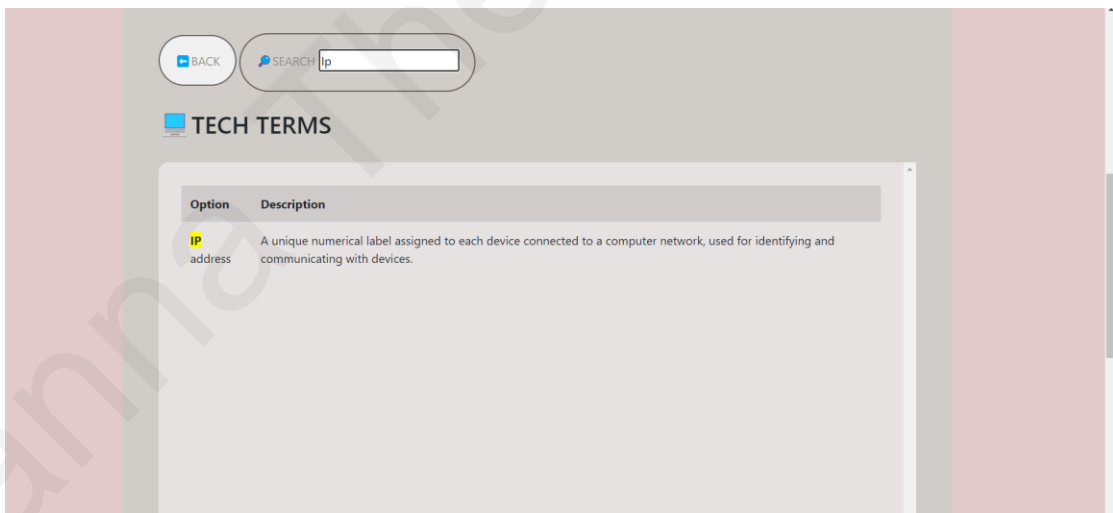 BACK
SEARCH Ip
TECH TERMS
Option Description
IP address
A unique numerical label assigned to each device connected to a computer network, used for identifying and
communicating with devices.